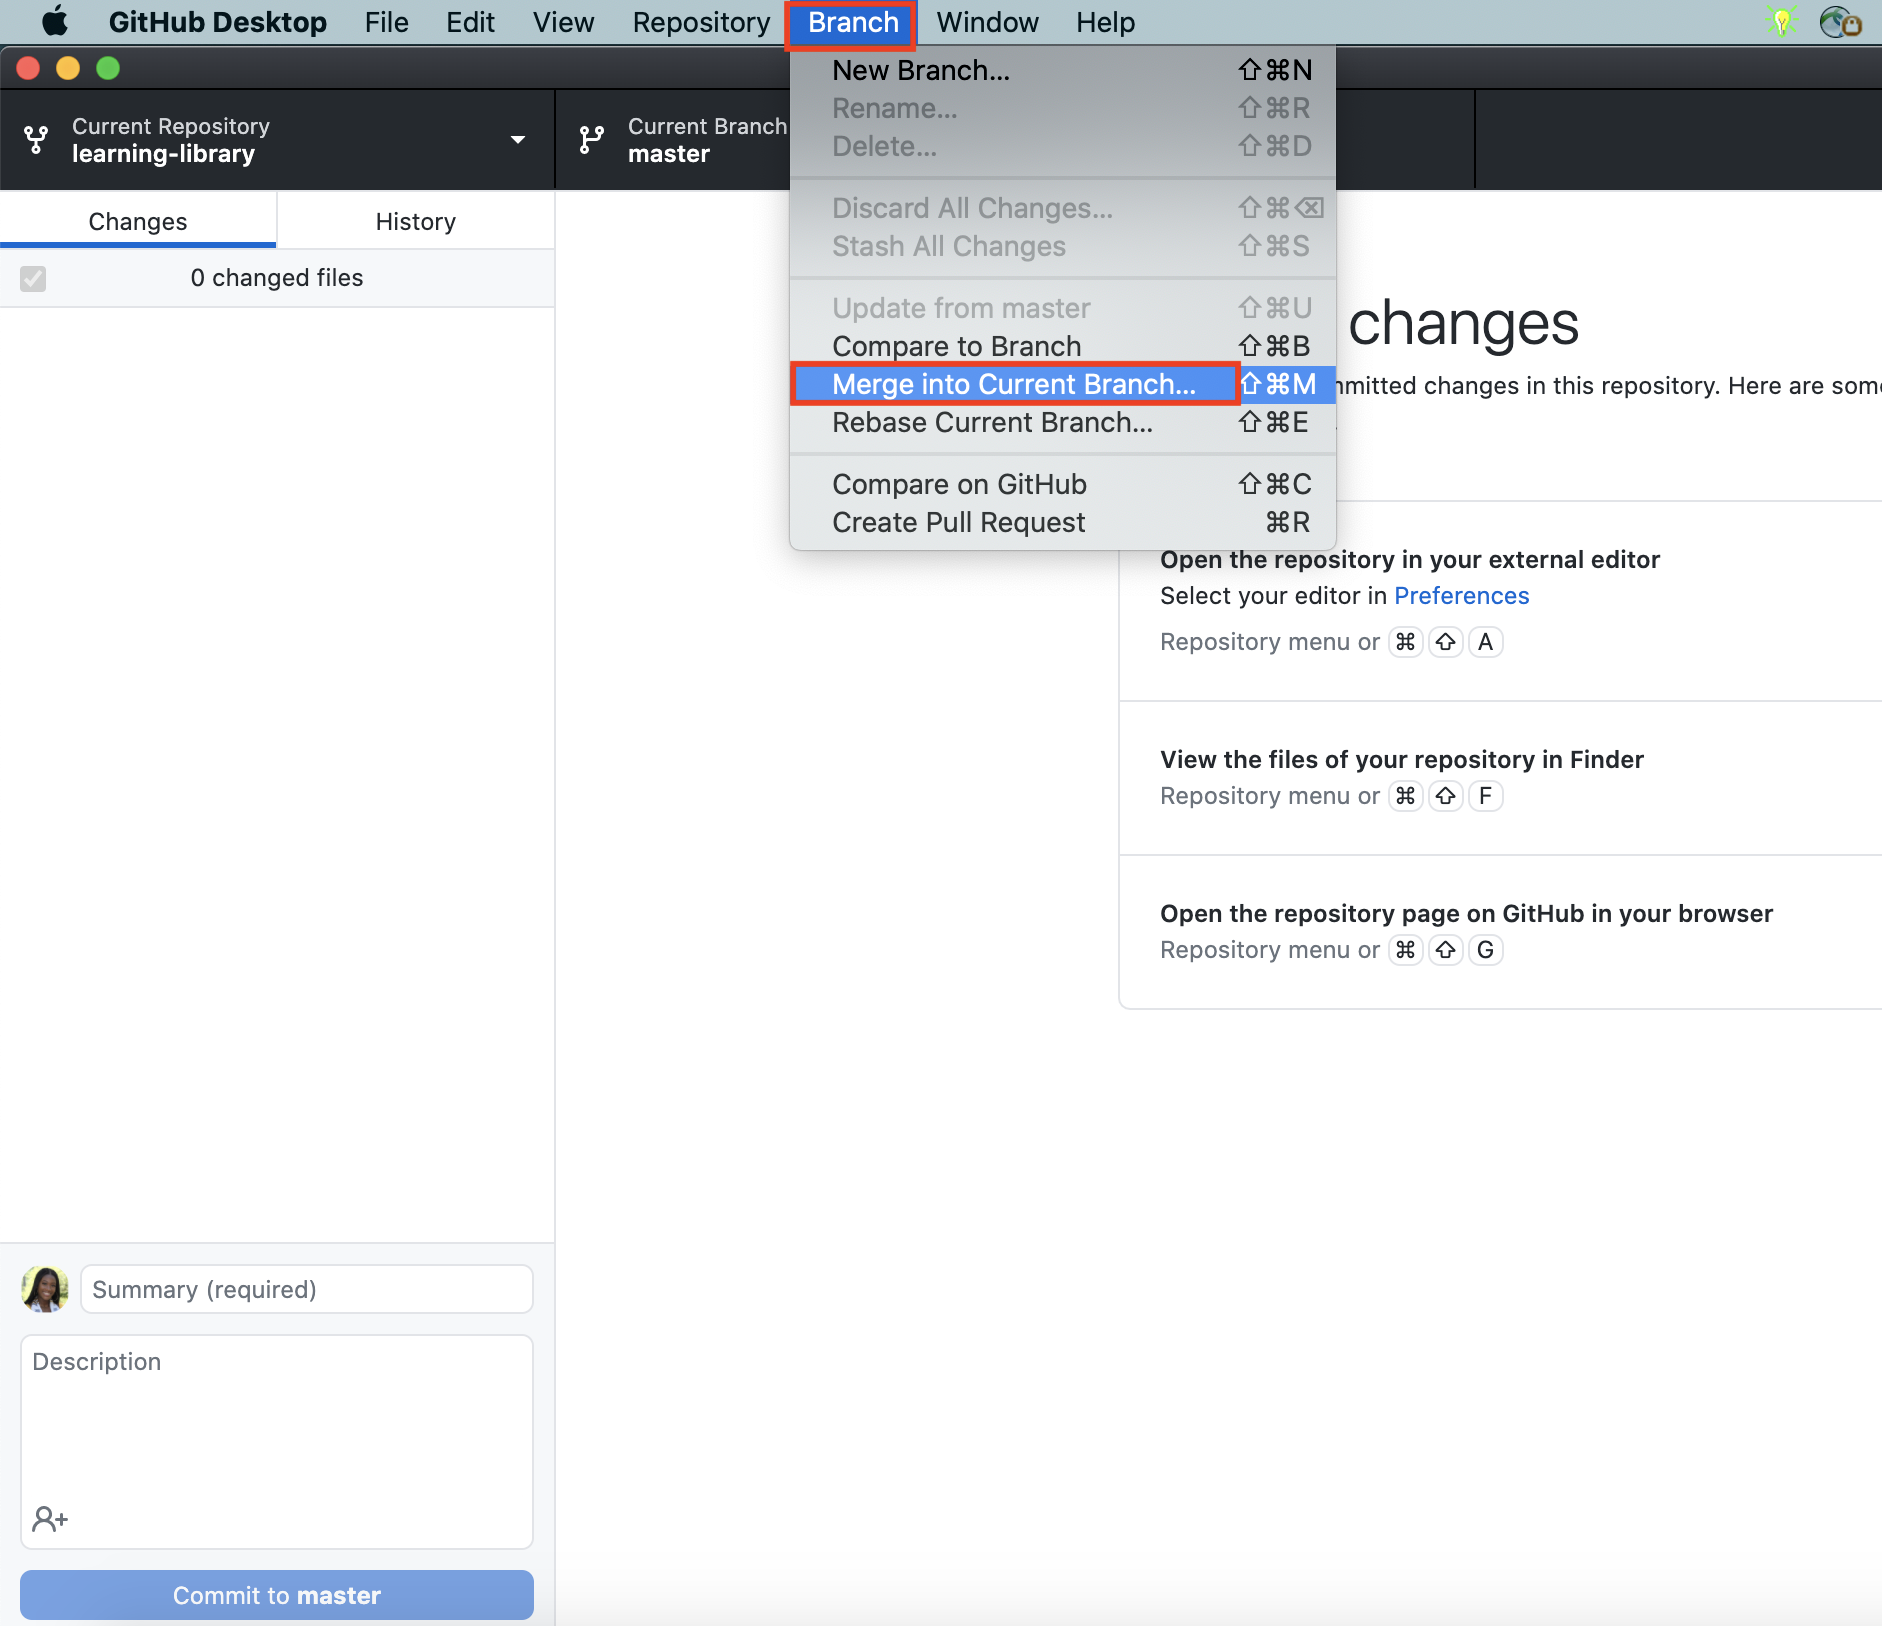 GitHub Desktop File Edit View Repository Branch Window Help
Current Repository
learning-library
Current Branch
master
Changes History
0 changed files
New Branch... ⇧⌘N
Rename... ⇧⌘R
Delete... ⇧⌘D
Discard All Changes... ⇧⌘⌫
Stash All Changes ⇧⌘S
Update from master ⇧⌘U
Compare to Branch ⇧⌘B
Merge into Current Branch... ⇧⌘M
Rebase Current Branch... ⇧⌘E
Compare on GitHub ⇧⌘C
Create Pull Request ⌘R
changes
changes in this repository. Here are
Open the repository in your external editor
Select your editor in Preferences
Repository menu or ⌘ ⇧ A
View the files of your repository in Finder
Repository menu or ⌘ ⇧ F
Open the repository page on GitHub in your browser
Repository menu or ⌘ ⇧ G
Summary (required)
Description
Commit to master